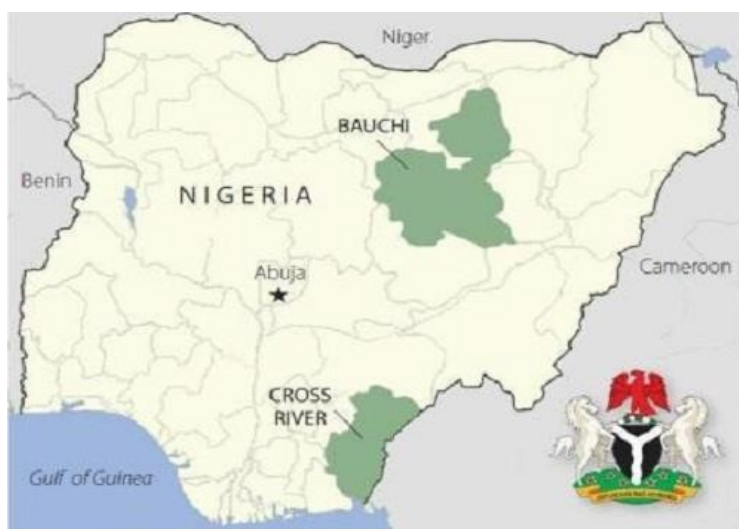 Niger
BAUCHI
Benin
NIGERIA
Abuja
Cameroon
CROSS
RIVER
Gulf of Guinea